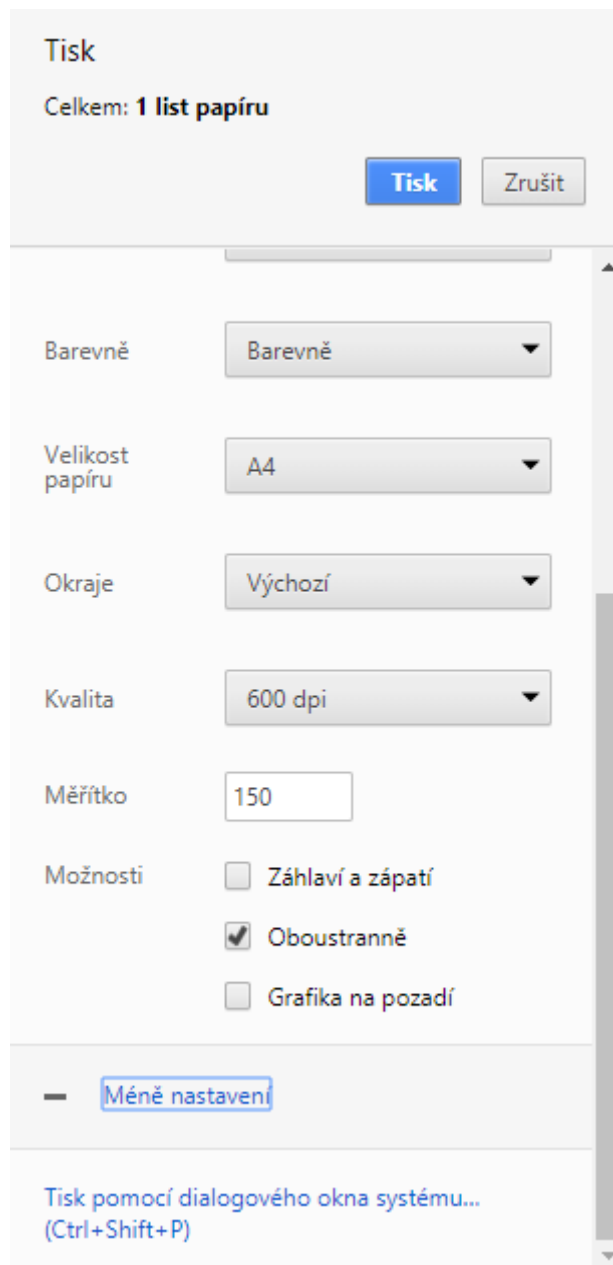 Tisk
Celkem: 1 list papíru
Tisk Zrušit
Barevně Barevně
Velikost papíru A4
Okraje Výchozí
Kvalita 600 dpi
Měřítko 150
Možnosti Záhlaví a zápatí
Oboustranně
Grafika na pozadí
Méně nastavení
Tisk pomocí dialogového okna systému...
(Ctrl+Shift+P)